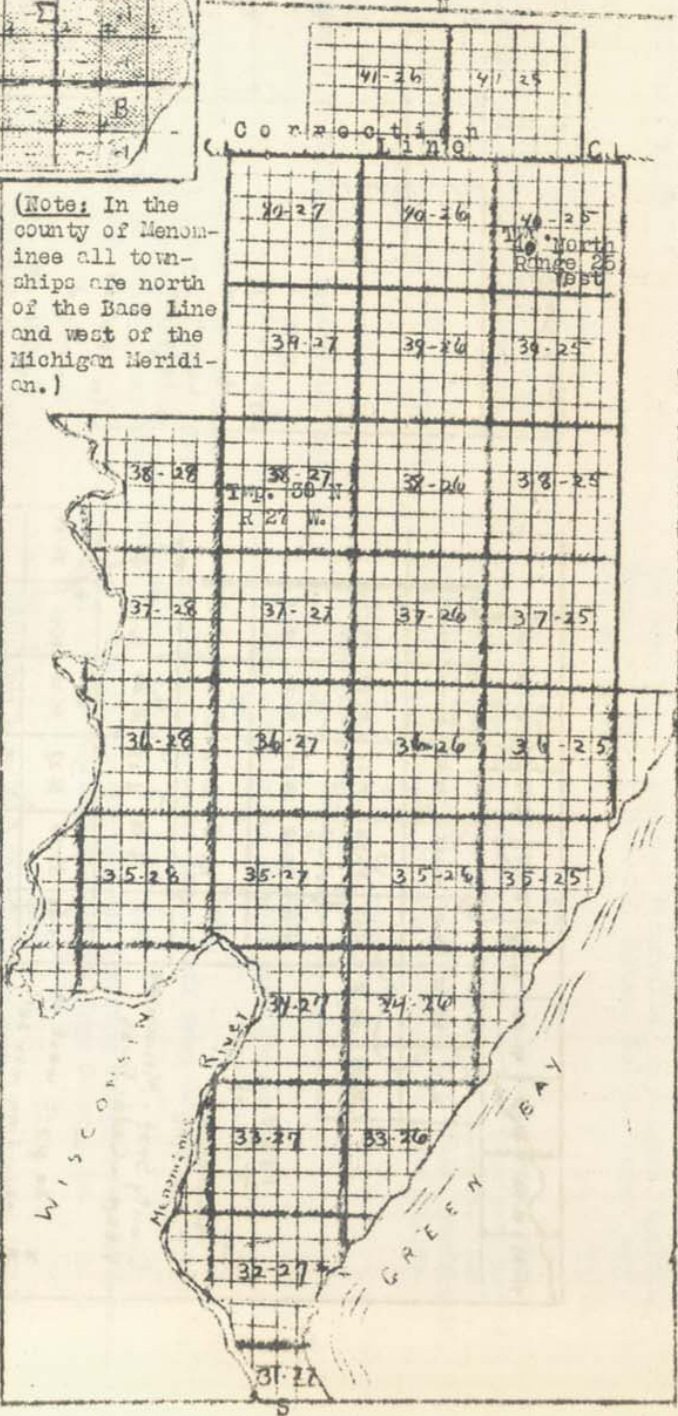 B
41-26 41-25
Correction
Line
C L
(Note: In the
county of Menom-
inee all town-
ships are north
of the Base Line
and west of the
Michigan Meridi-
an.)
40-27 40-26 40-25
40 North
Range 25
West
39-27 39-26 39-25
38-28 38-27 38-26 38-25
Twp. 38 N
R 27 W.
37-28 37-27 37-26 37-25
36-28 36-27 36-26 36-25
35-28 35-27 35-26 35-25
34-27 34-26
WISCONSIN
Menominee River
GREEN BAY
33-27 33-26
32-27
31-27
S